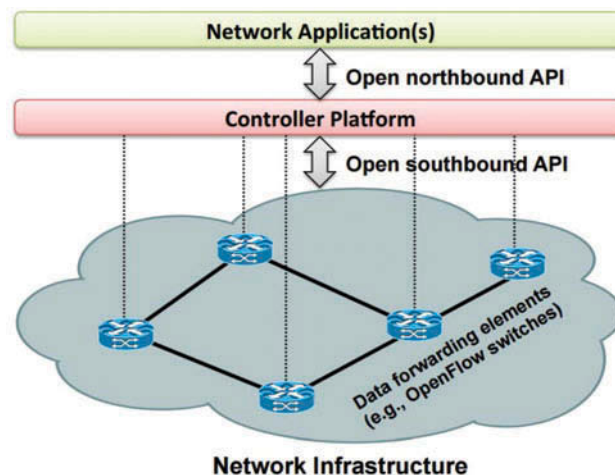 Network Application(s)
Open northbound API
Controller Platform
Open southbound API
Data forwarding elements
(e.g., OpenFlow switches)
Network Infrastructure